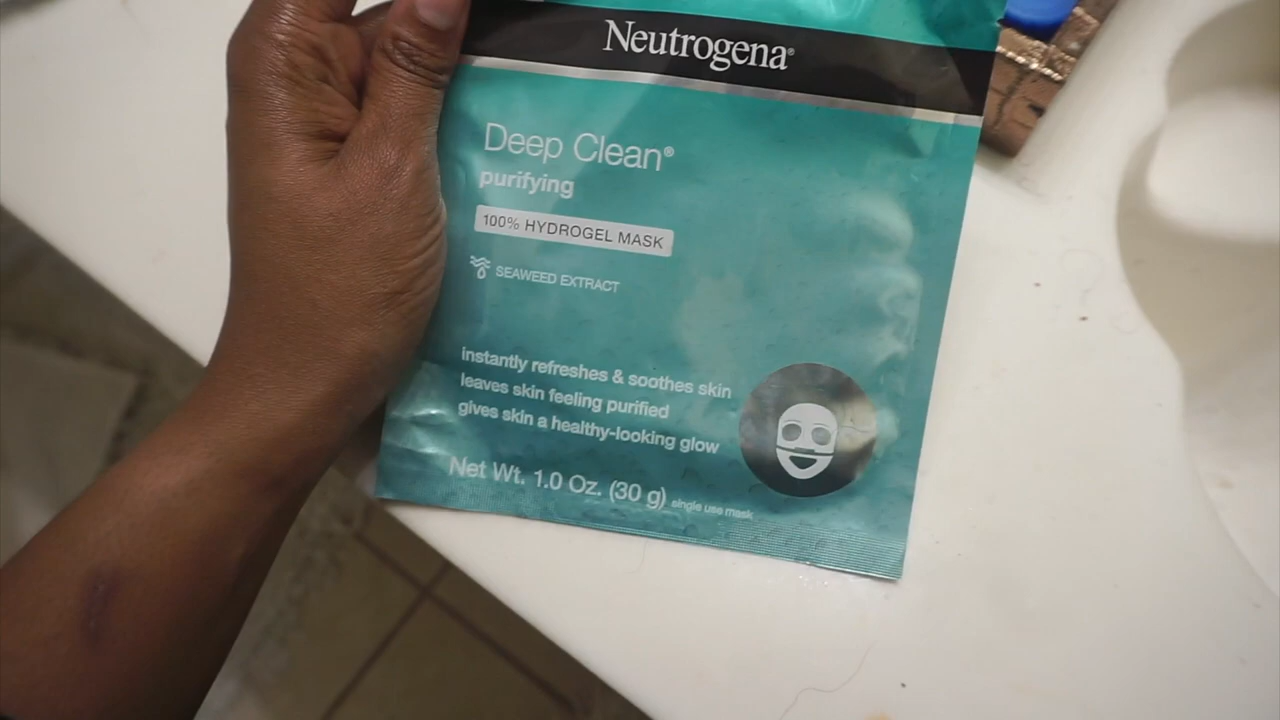 Neutrogena®
Deep Clean®
purifying
100% HYDROGEL MASK
SEAWEED EXTRACT
instantly refreshes & soothes skin
leaves skin feeling purified
gives skin a healthy-looking glow
Net Wt. 1.0 Oz. (30 g) single use mask